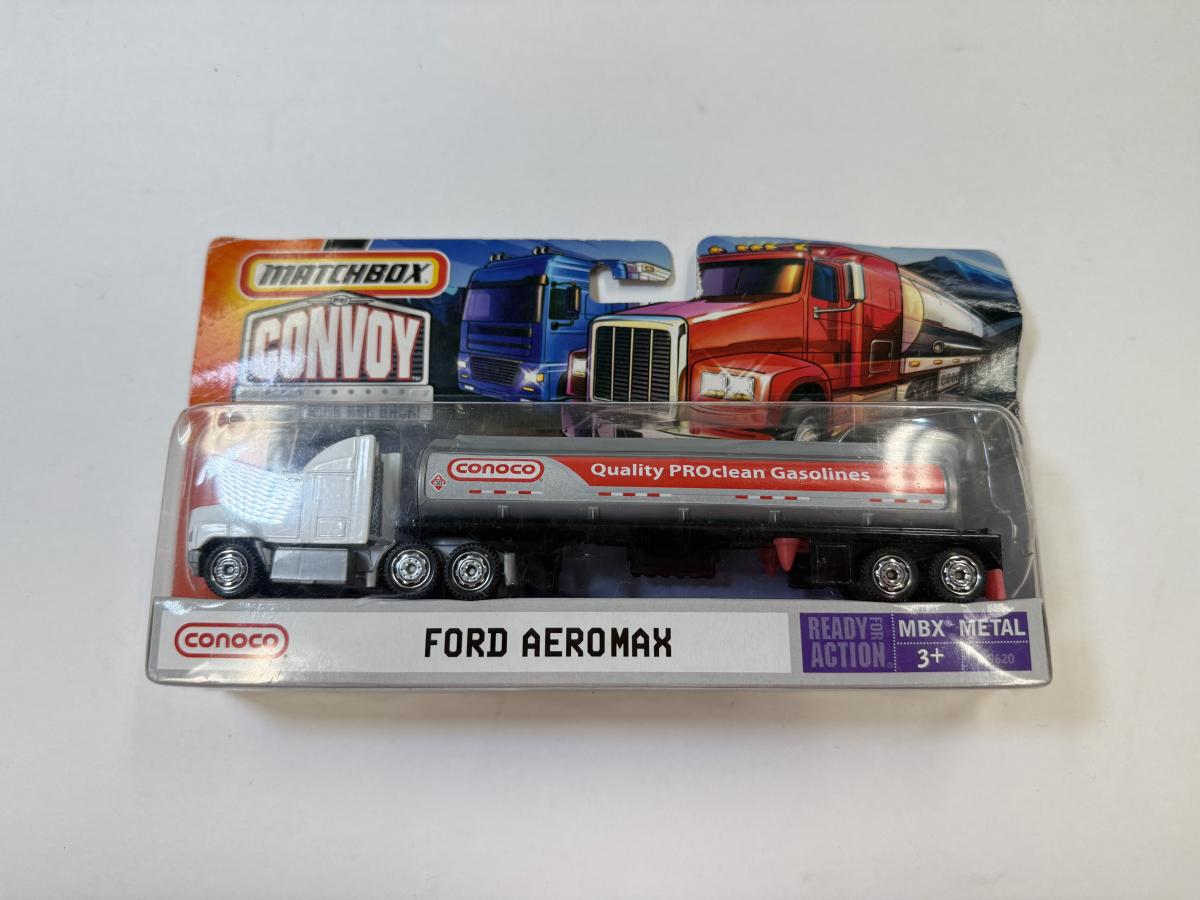 MATCHBOX
CONVOY
CONOCO
Quality PROclean Gasolines
CONOCO
FORD AEROMAX
READY FOR ACTION
MBX METAL
3+